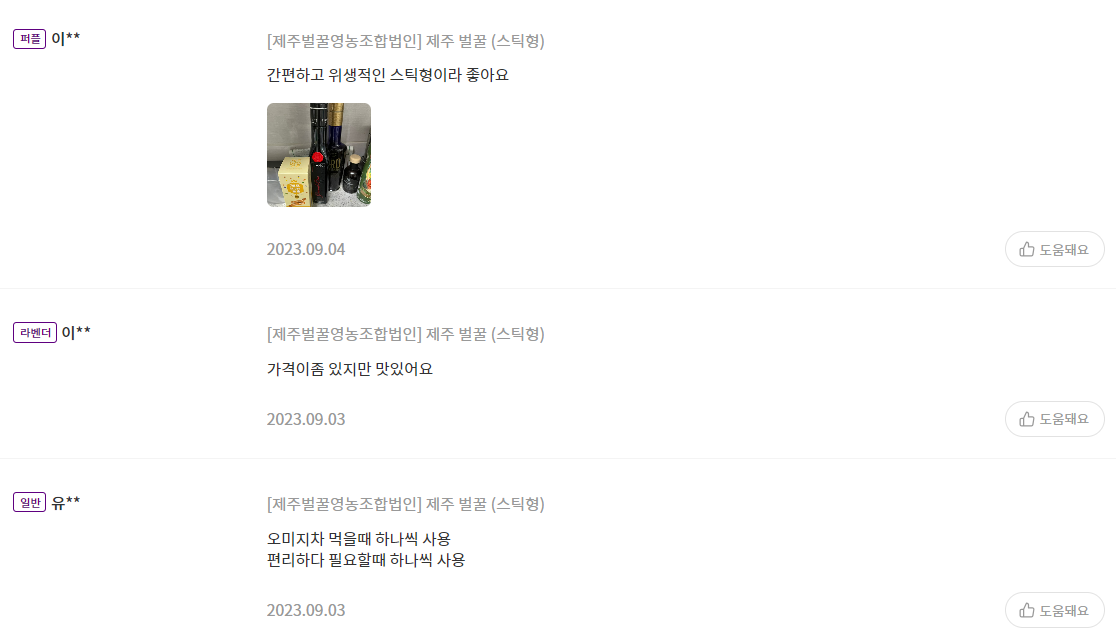 퍼플 이**
[제주벌꿀영농조합법인] 제주 벌꿀 (스틱형)
간편하고 위생적인 스틱형이라 좋아요
2023.09.04
도움돼요
라벤더 이**
[제주벌꿀영농조합법인] 제주 벌꿀 (스틱형)
가격이좀 있지만 맛있어요
2023.09.03
도움돼요
일반 유**
[제주벌꿀영농조합법인] 제주 벌꿀 (스틱형)
오미지차 먹을때 하나씩 사용
편리하다 필요할때 하나씩 사용
2023.09.03
도움돼요